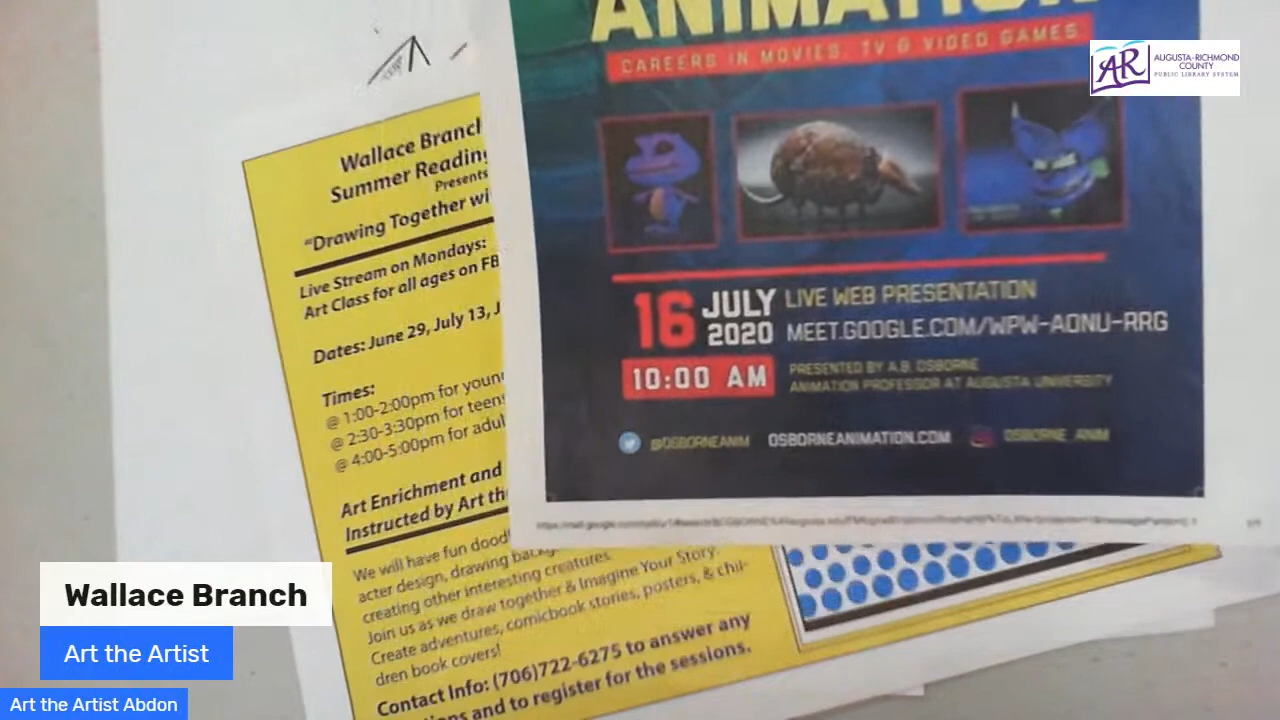 ANIMATION
CAREERS IN MOVIES, TV & VIDEO GAMES
AUGUSTA-RICHMOND
COUNTY
PUBLIC LIBRARY SYSTEM
AR
Wallace Branch
Summer Reading
Presents
"Drawing Together wi
Live Stream on Mondays:
Art Class for all ages on FB
Dates: June 29, July 13, J
Times:
@ 1:00-2:00pm for youn
@ 2:30-3:30pm for teens
@ 4:00-5:00pm for adul
Art Enrichment and
Instructed by Art th
We will have fun dood
acter design, drawing backg
creating other interesting creatures.
Join us as we draw together & Imagine Your Story.
Create adventures, comicbook stories, posters, & chil-
dren book covers!
Contact Info: (706)722-6275 to answer any
tions and to register for the sessions.
16 JULY 2020
10:00 AM
LIVE WEB PRESENTATION
MEET.GOOGLE.COM/WPW-AONU-RRG
PRESENTED BY A.B. OSBORNE
ANIMATION PROFESSOR AT AUGUSTA UNIVERSITY
@OSBORNEANIM OSBORNEANIMATION.COM OSBORNE_ANIM
Wallace Branch
Art the Artist
Art the Artist Abdon